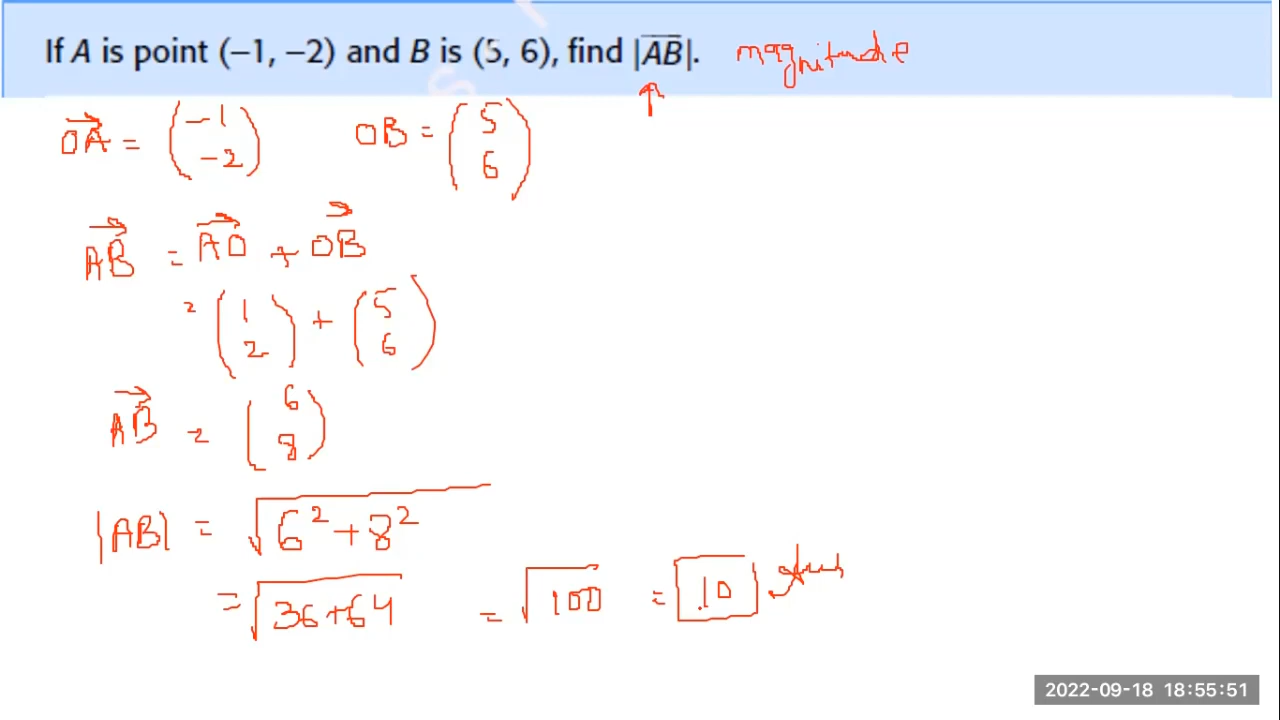 If A is point (−1, −2) and B is (5, 6), find |AB|. magnitude
OA = (-1 -2) OB = (5 6)
AB = AO + OB
= (1 2) + (5 6)
AB = (6 8)
|AB| = √6² + 8²
= √36+64 = √100 = 10
2022-09-18 18:55:51